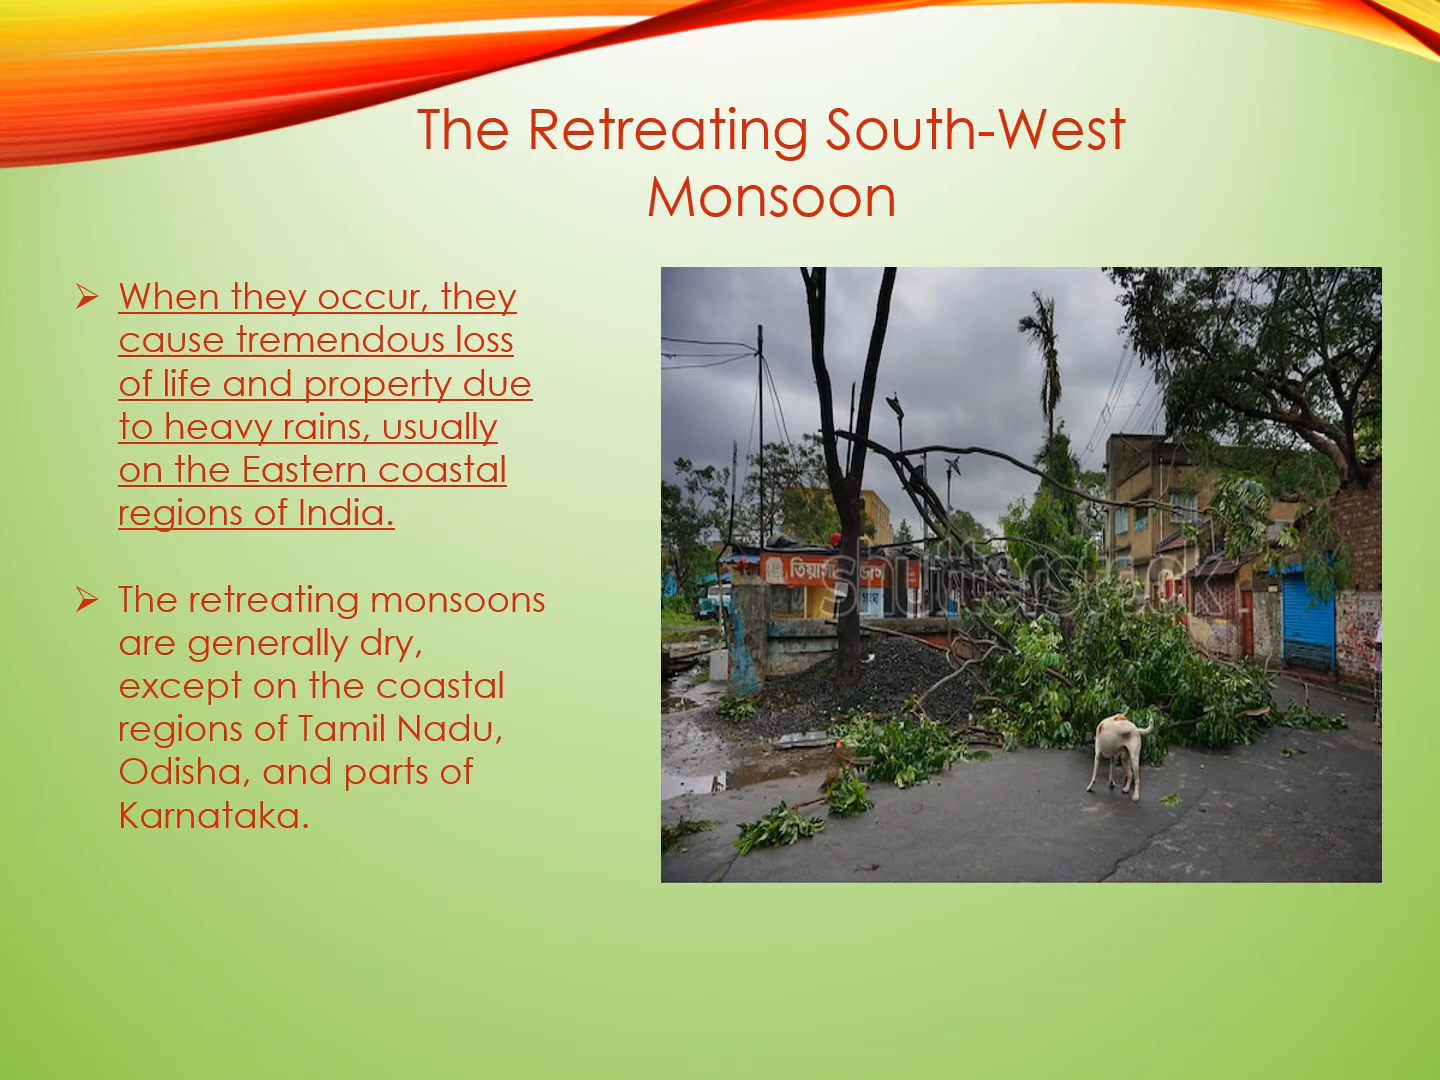 The Retreating South-West
Monsoon
When they occur, they
cause tremendous loss
of life and property due
to heavy rains, usually
on the Eastern coastal
regions of India.
The retreating monsoons
are generally dry,
except on the coastal
regions of Tamil Nadu,
Odisha, and parts of
Karnataka.
shutterstock